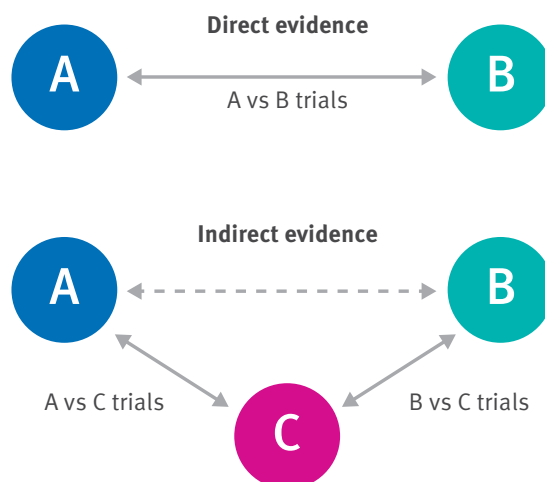 Direct evidence
A
B
A vs B trials
Indirect evidence
A
B
A vs C trials
B vs C trials
C